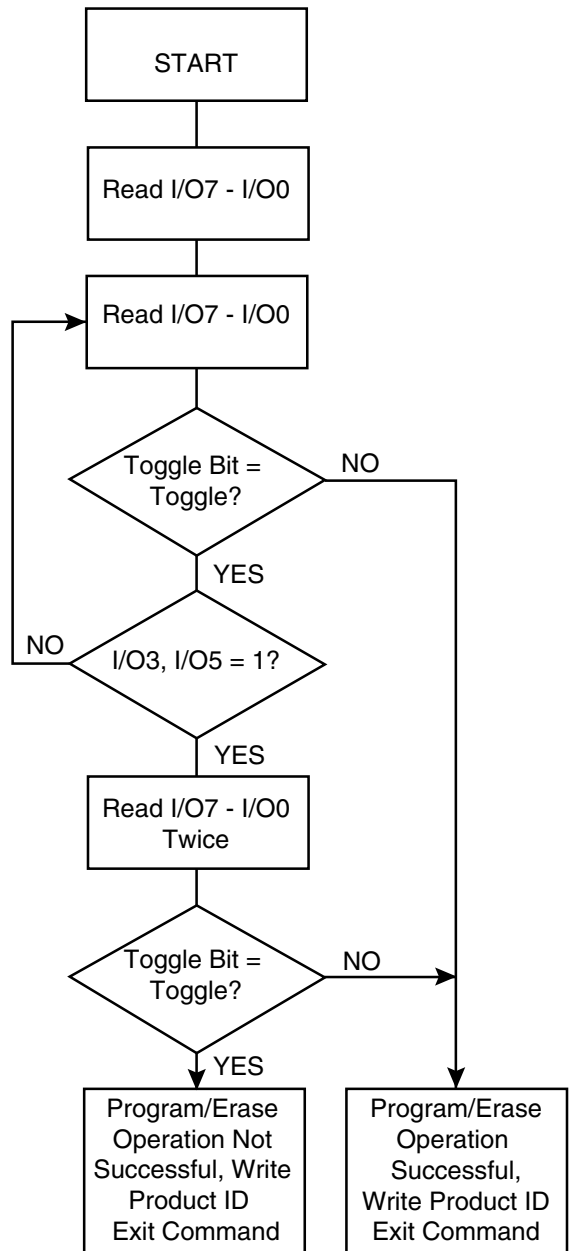 START
Read I/O7 - I/O0
Read I/O7 - I/O0
Toggle Bit =
Toggle?
NO
YES
NO
I/O3, I/O5 = 1?
YES
Read I/O7 - I/O0
Twice
Toggle Bit =
Toggle?
NO
YES
Program/Erase
Operation Not
Successful, Write
Product ID
Exit Command
Program/Erase
Operation
Successful,
Write Product ID
Exit Command